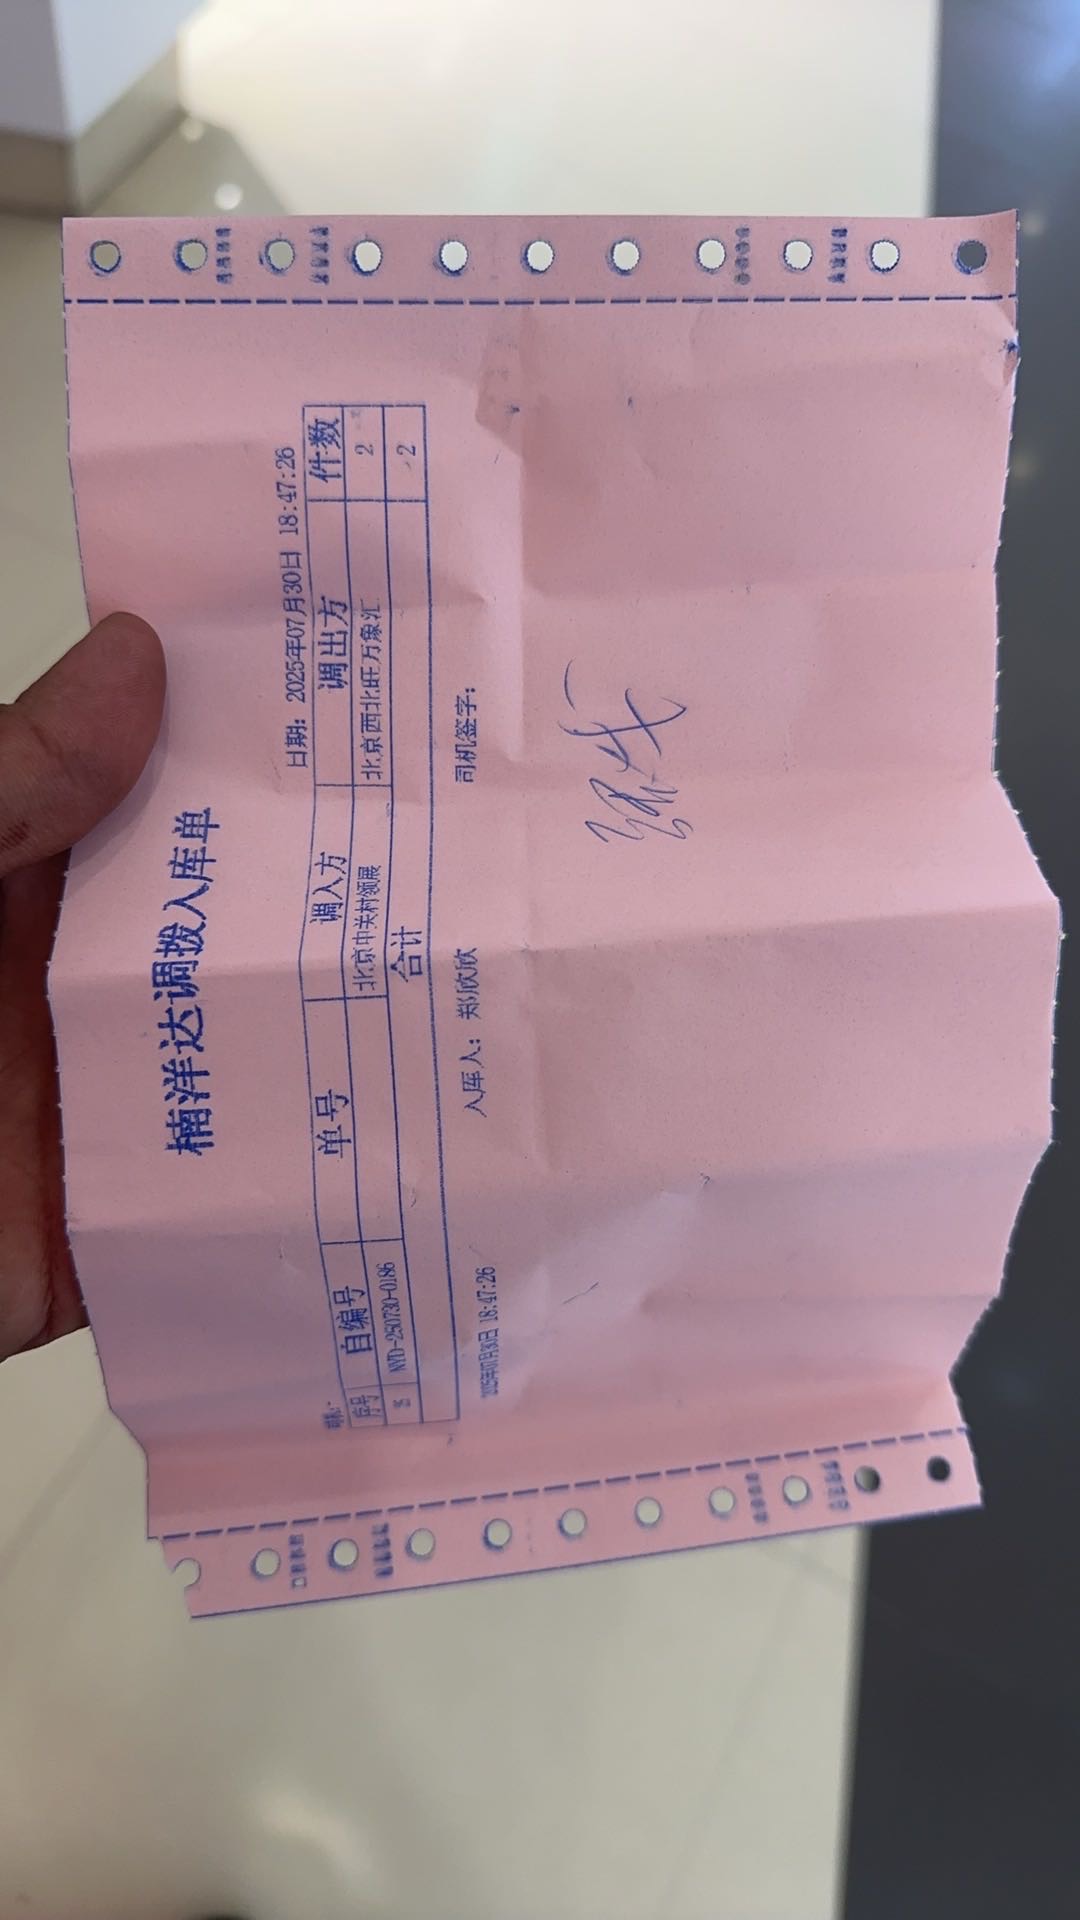 楠洋达调拨入库单
日期: 2025年07月30日 18:47:26
序号 自编号 单号 调入方 调出方 件数
NYD-250730-0186 北京中关村领展 北京西北旺万象汇 2
合计 2
入库人: 郑欣欣 司机签字:
2025年07月30日 18:47:26